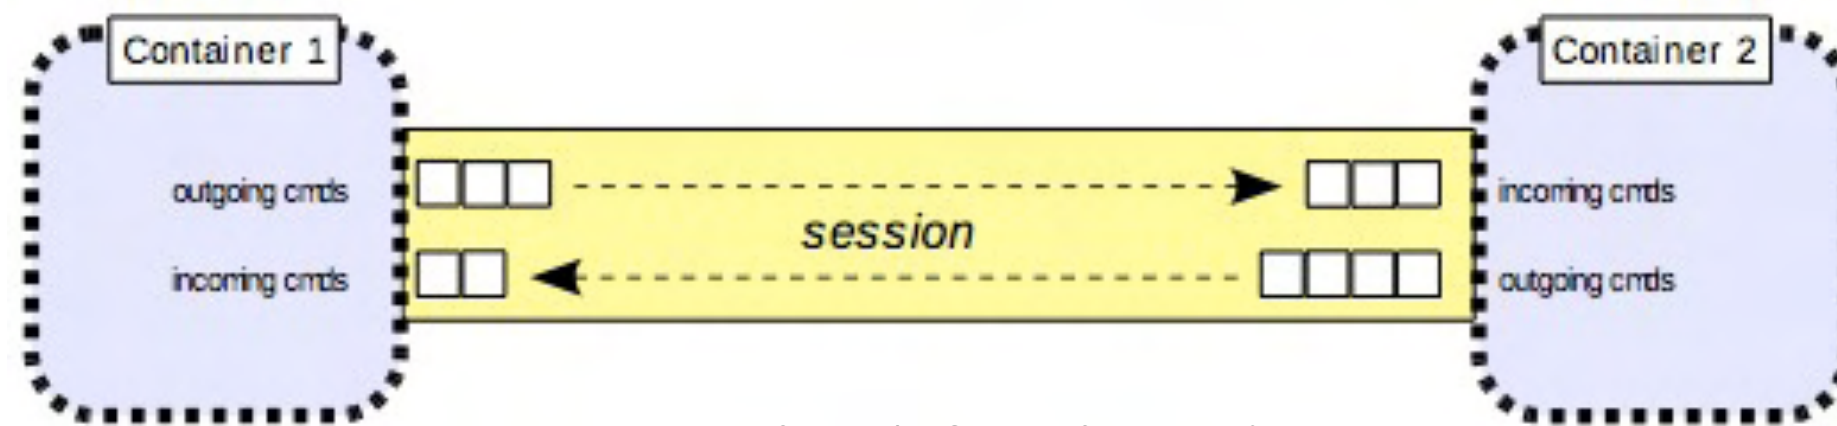 Container 1
Container 2
outgoing cmds
incoming cmds
session
incoming cmds
outgoing cmds